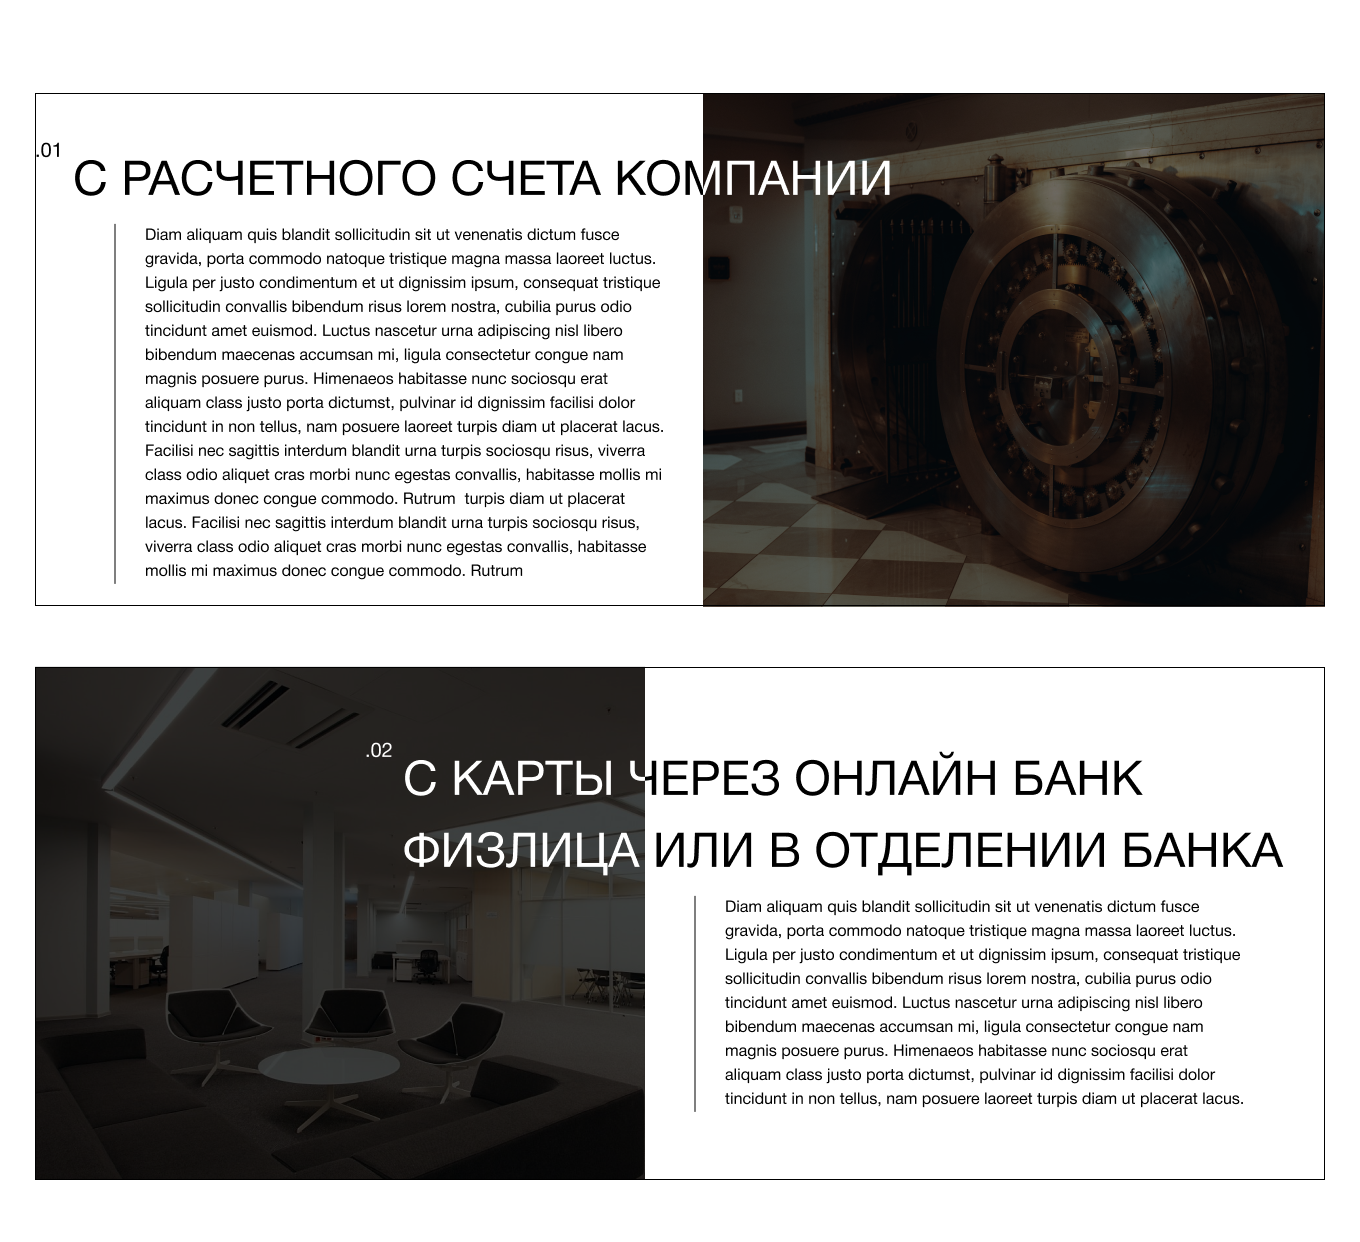 .01
С РАСЧЕТНОГО СЧЕТА КОМПАНИИ
Diam aliquam quis blandit sollicitudin sit ut venenatis dictum fusce
gravida, porta commodo natoque tristique magna massa laoreet luctus.
Ligula per justo condimentum et ut dignissim ipsum, consequat tristique
sollicitudin convallis bibendum risus lorem nostra, cubilia purus odio
tincidunt amet euismod. Luctus nascetur urna adipiscing nisl libero
bibendum maecenas accumsan mi, ligula consectetur congue nam
magnis posuere purus. Himenaeos habitasse nunc sociosqu erat
aliquam class justo porta dictumst, pulvinar id dignissim facilisi dolor
tincidunt in non tellus, nam posuere laoreet turpis diam ut placerat lacus.
Facilisi nec sagittis interdum blandit urna turpis sociosqu risus, viverra
class odio aliquet cras morbi nunc egestas convallis, habitasse mollis mi
maximus donec congue commodo. Rutrum  turpis diam ut placerat
lacus. Facilisi nec sagittis interdum blandit urna turpis sociosqu risus,
viverra class odio aliquet cras morbi nunc egestas convallis, habitasse
mollis mi maximus donec congue commodo. Rutrum
.02
С КАРТЫ ЧЕРЕЗ ОНЛАЙН БАНК
ФИЗЛИЦА ИЛИ В ОТДЕЛЕНИИ БАНКА
Diam aliquam quis blandit sollicitudin sit ut venenatis dictum fusce
gravida, porta commodo natoque tristique magna massa laoreet luctus.
Ligula per justo condimentum et ut dignissim ipsum, consequat tristique
sollicitudin convallis bibendum risus lorem nostra, cubilia purus odio
tincidunt amet euismod. Luctus nascetur urna adipiscing nisl libero
bibendum maecenas accumsan mi, ligula consectetur congue nam
magnis posuere purus. Himenaeos habitasse nunc sociosqu erat
aliquam class justo porta dictumst, pulvinar id dignissim facilisi dolor
tincidunt in non tellus, nam posuere laoreet turpis diam ut placerat lacus.